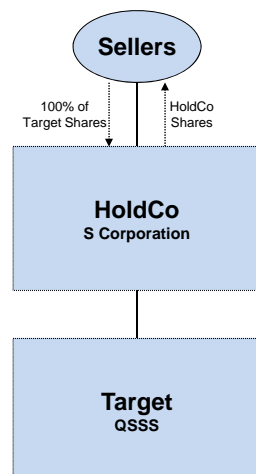 Sellers
100% of
Target Shares
HoldCo
Shares
HoldCo
S Corporation
Target
QSSS